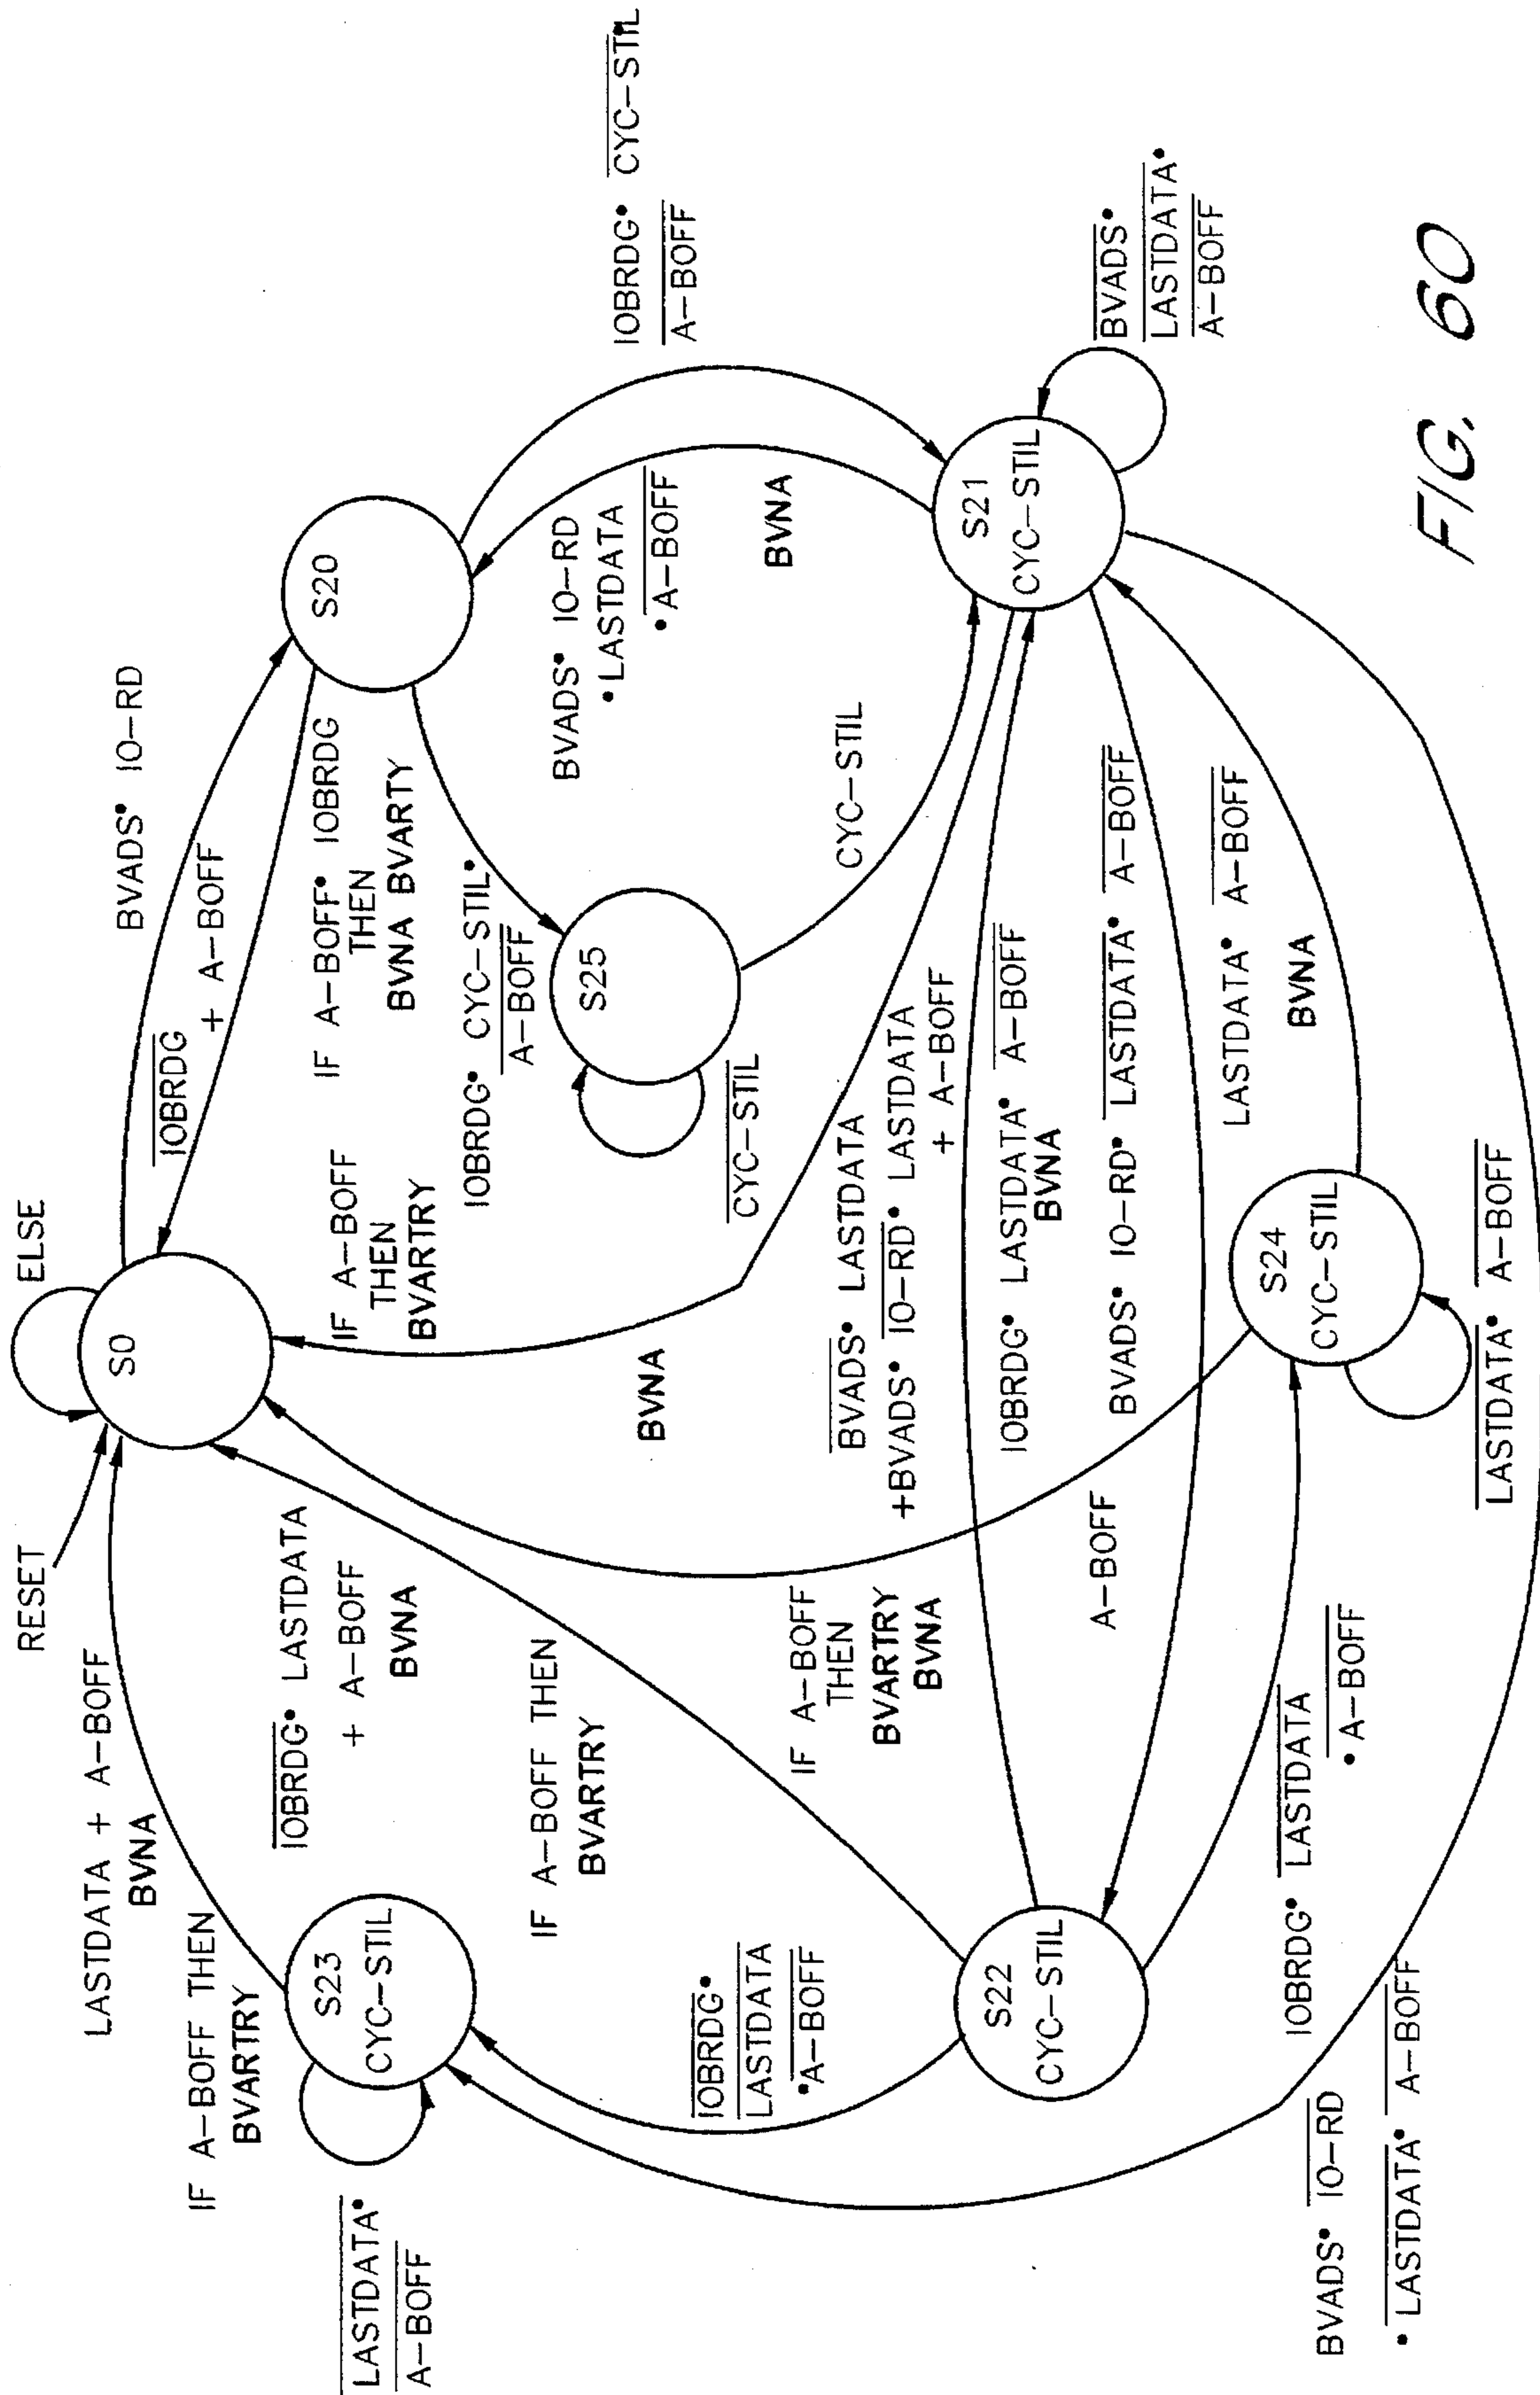 RESET
ELSE
S0
BVADS• IO-RD
IOBRDG
+ A-BOFF
S20
IF A-BOFF• IOBRDG
THEN
BVNA BVARTY
IOBRDG• CYC-STIL
A-BOFF
LASTDATA + A-BOFF
BVNA
IF A-BOFF THEN
BVARTRY
IOBRDG• LASTDATA
+ A-BOFF
BVNA
IF A-BOFF
THEN
BVARTRY
IOBRDG• CYC-STIL•
A-BOFF
S25
CYC-STIL
BVADS• IO-RD
•LASTDATA
•A-BOFF
BVNA
S23
CYC-STIL
LASTDATA•
A-BOFF
IF A-BOFF THEN
BVARTRY
BVNA
CYC-STIL
S21
CYC-STIL
BVADS•
LASTDATA•
A-BOFF
IOBRDG•
LASTDATA
•A-BOFF
IF A-BOFF
THEN
BVARTRY
BVNA
BVADS• LASTDATA
+BVADS• IO-RD• LASTDATA
+ A-BOFF
IOBRDG• LASTDATA• A-BOFF
BVNA
S22
CYC-STIL
A-BOFF
BVADS• IO-RD• LASTDATA• A-BOFF
LASTDATA• A-BOFF
BVNA
IOBRDG• LASTDATA
•A-BOFF
S24
CYC-STIL
LASTDATA• A-BOFF
BVADS• IO-RD
• LASTDATA• A-BOFF
FIG. 60